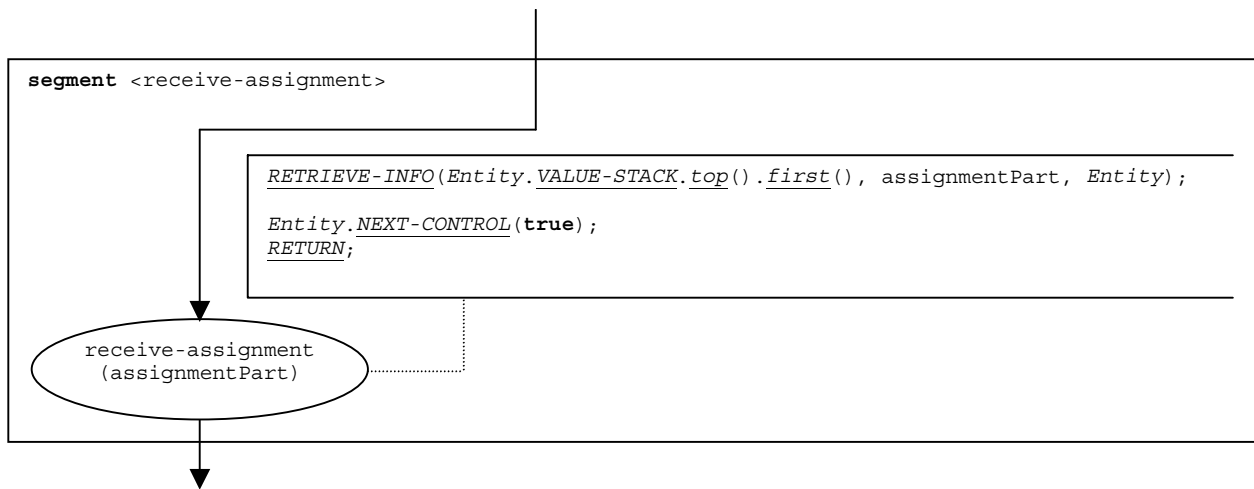 segment <receive-assignment>
RETRIEVE-INFO(Entity.VALUE-STACK.top().first(), assignmentPart, Entity);
Entity.NEXT-CONTROL(true);
RETURN;
receive-assignment
(assignmentPart)